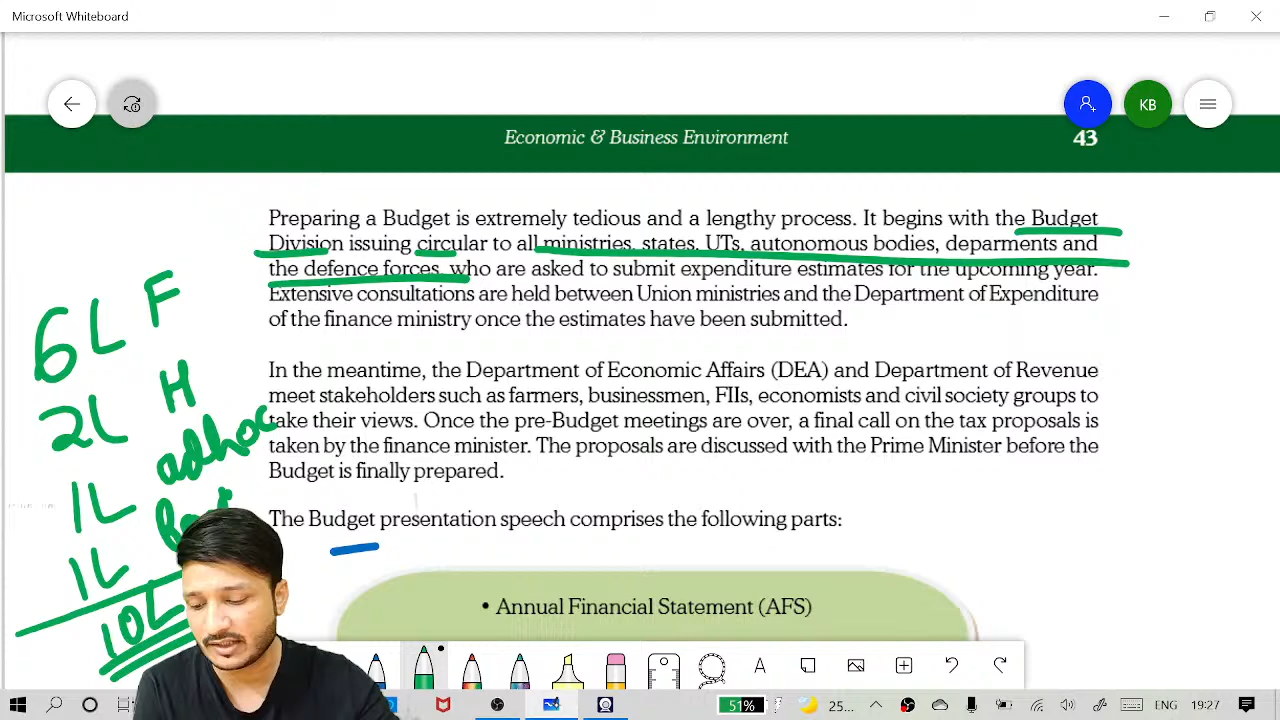 Microsoft Whiteboard
KB
Economic & Business Environment
43
Preparing a Budget is extremely tedious and a lengthy process. It begins with the Budget
Division issuing circular to all ministries, states, UTs, autonomous bodies, deparments and
the defence forces, who are asked to submit expenditure estimates for the upcoming year.
Extensive consultations are held between Union ministries and the Department of Expenditure
of the finance ministry once the estimates have been submitted.
In the meantime, the Department of Economic Affairs (DEA) and Department of Revenue
meet stakeholders such as farmers, businessmen, FIIs, economists and civil society groups to
take their views. Once the pre-Budget meetings are over, a final call on the tax proposals is
taken by the finance minister. The proposals are discussed with the Prime Minister before the
Budget is finally prepared.
The Budget presentation speech comprises the following parts:
• Annual Financial Statement (AFS)
6L F
2L H
1L adhoc
1L
10L
51%
25...
ENG
19:27